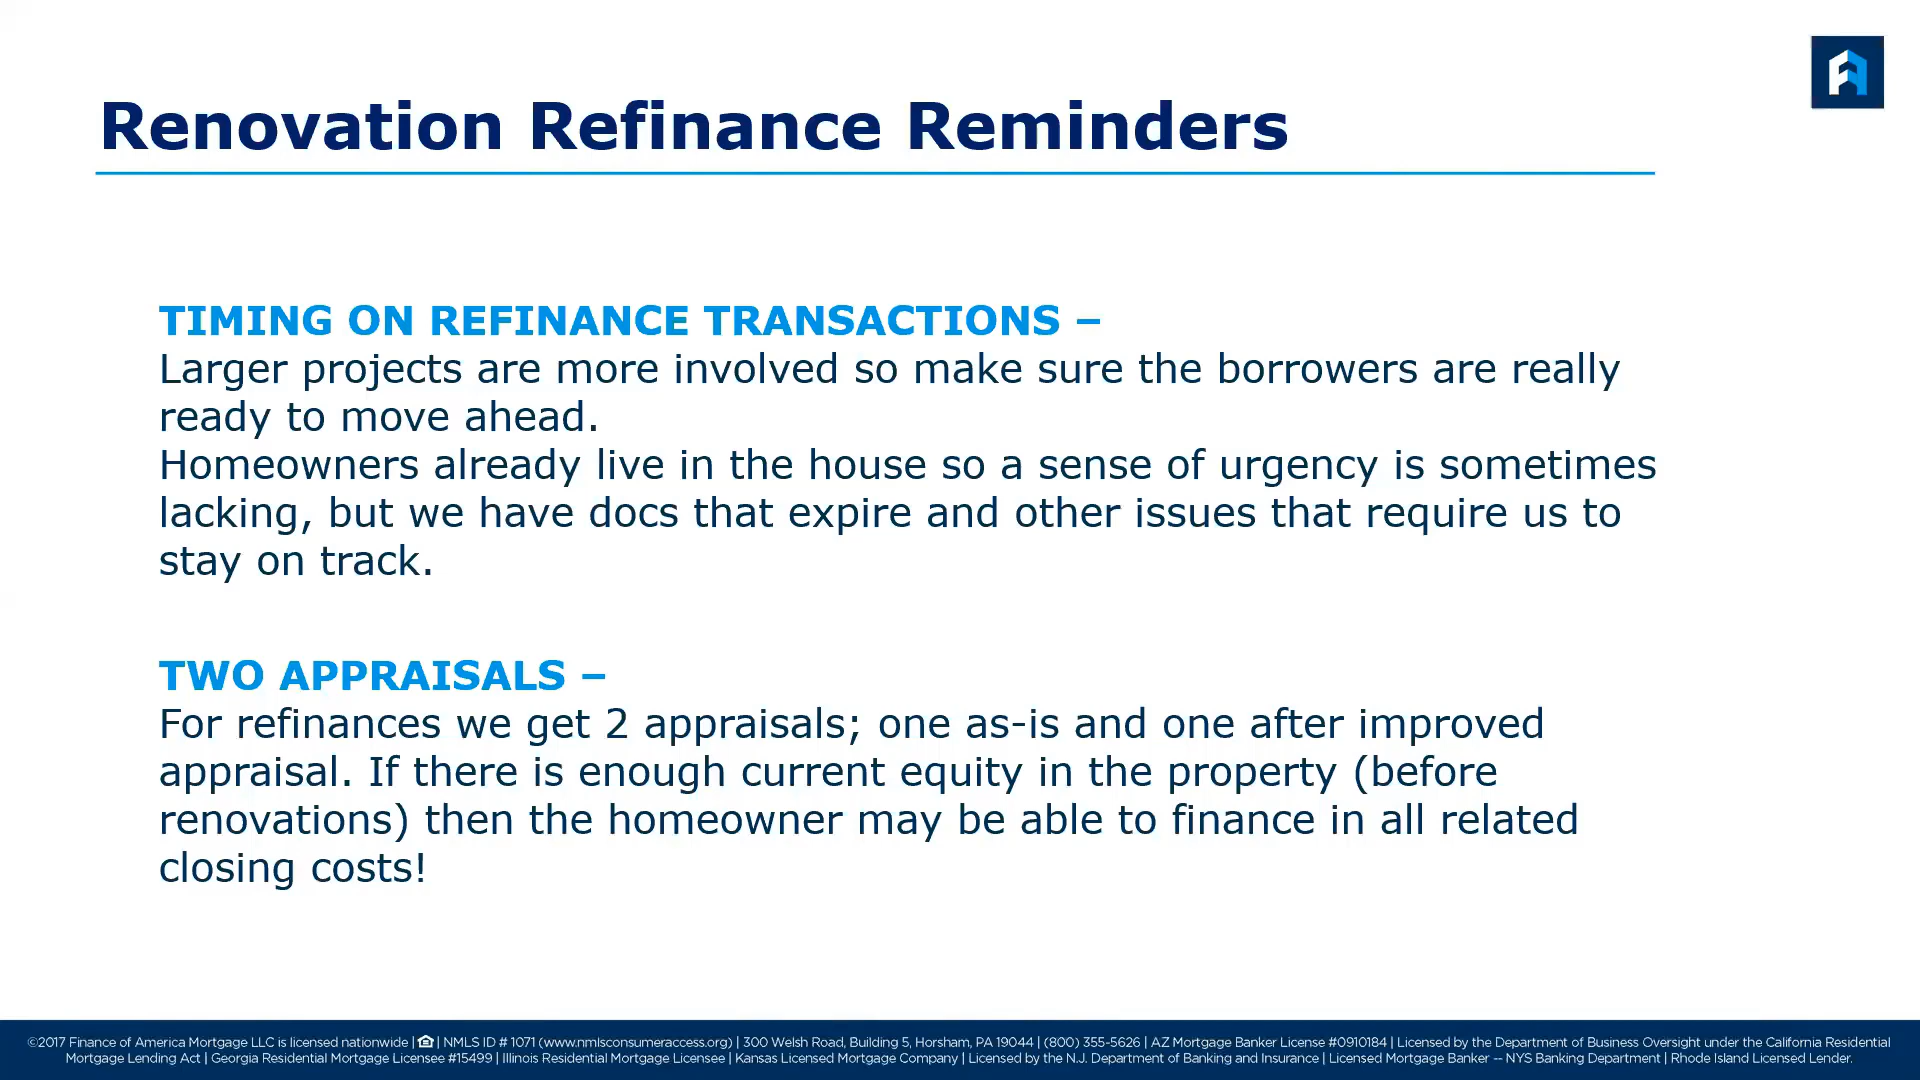 Renovation Refinance Reminders
TIMING ON REFINANCE TRANSACTIONS –
Larger projects are more involved so make sure the borrowers are really
ready to move ahead.
Homeowners already live in the house so a sense of urgency is sometimes
lacking, but we have docs that expire and other issues that require us to
stay on track.
TWO APPRAISALS –
For refinances we get 2 appraisals; one as-is and one after improved
appraisal. If there is enough current equity in the property (before
renovations) then the homeowner may be able to finance in all related
closing costs!
©2017 Finance of America Mortgage LLC is licensed nationwide | | NMLS ID # 1071 (www.nmlsconsumeraccess.org) | 300 Welsh Road, Building 5, Horsham, PA 19044 | (800) 355-5626 | AZ Mortgage Banker License #0910184 | Licensed by the Department of Business Oversight under the California Residential
Mortgage Lending Act | Georgia Residential Mortgage Licensee #15499 | Illinois Residential Mortgage Licensee | Kansas Licensed Mortgage Company | Licensed by the N.J. Department of Banking and Insurance | Licensed Mortgage Banker -- NYS Banking Department | Rhode Island Licensed Lender.